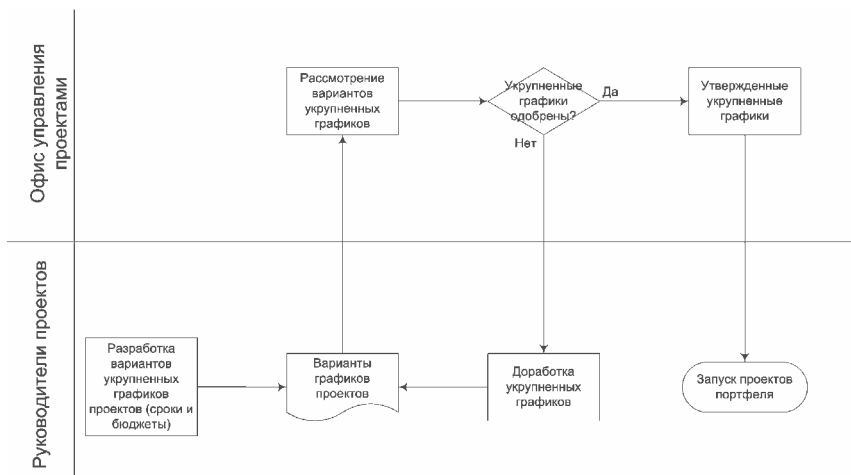 Офис управления
проектами
Рассмотрение
вариантов
укрупненных
графиков
Укрупненные
графики
одобрены?
Да
Нет
Утвержденные
укрупненные
графики
Руководители проектов
Разработка
вариантов
укрупненных
графиков
проектов (сроки и
бюджеты)
Варианты
графиков
проектов
Доработка
укрупненных
графиков
Запуск проектов
портфеля